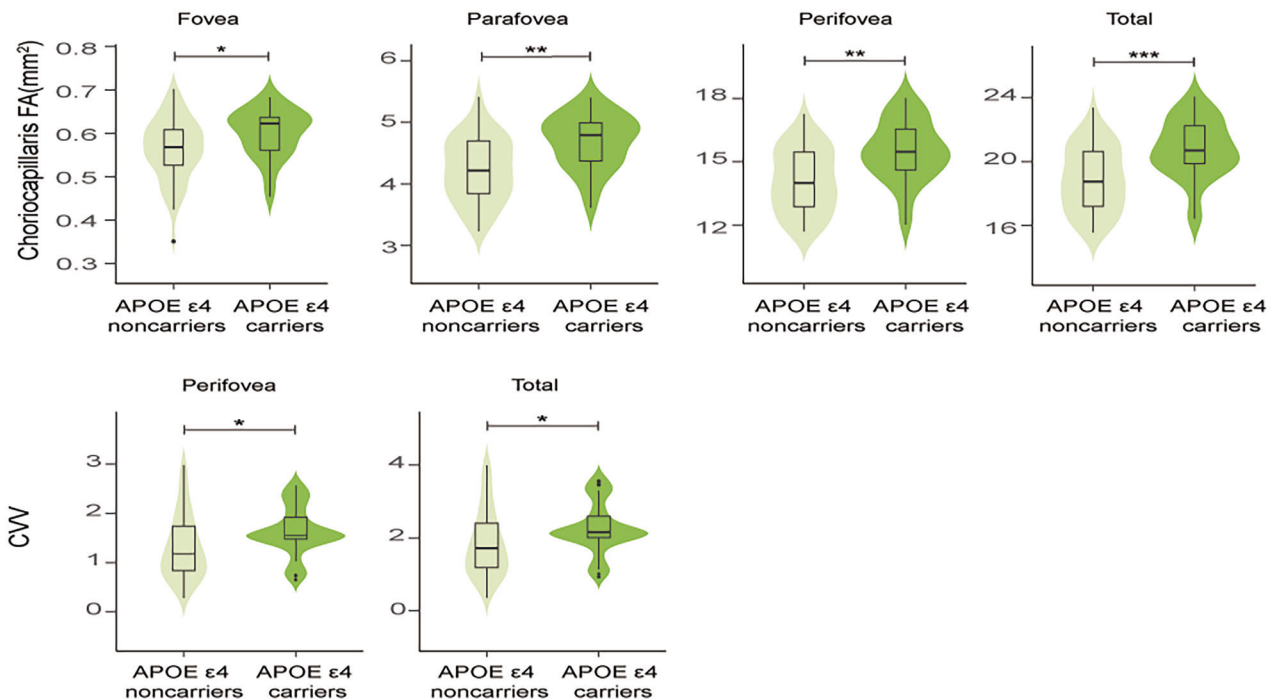 Fovea
Parafovea
Perifovea
Total
Choriocapillaris FA(mm²)
0.8
0.7
0.6
0.5
0.4
0.3
*
APOE ε4
noncarriers
APOE ε4
carriers
6
5
4
3
**
APOE ε4
noncarriers
APOE ε4
carriers
18
15
12
**
APOE ε4
noncarriers
APOE ε4
carriers
24
20
16
***
APOE ε4
noncarriers
APOE ε4
carriers
Perifovea
Total
CVV
3
2
1
0
*
APOE ε4
noncarriers
APOE ε4
carriers
4
2
0
*
APOE ε4
noncarriers
APOE ε4
carriers